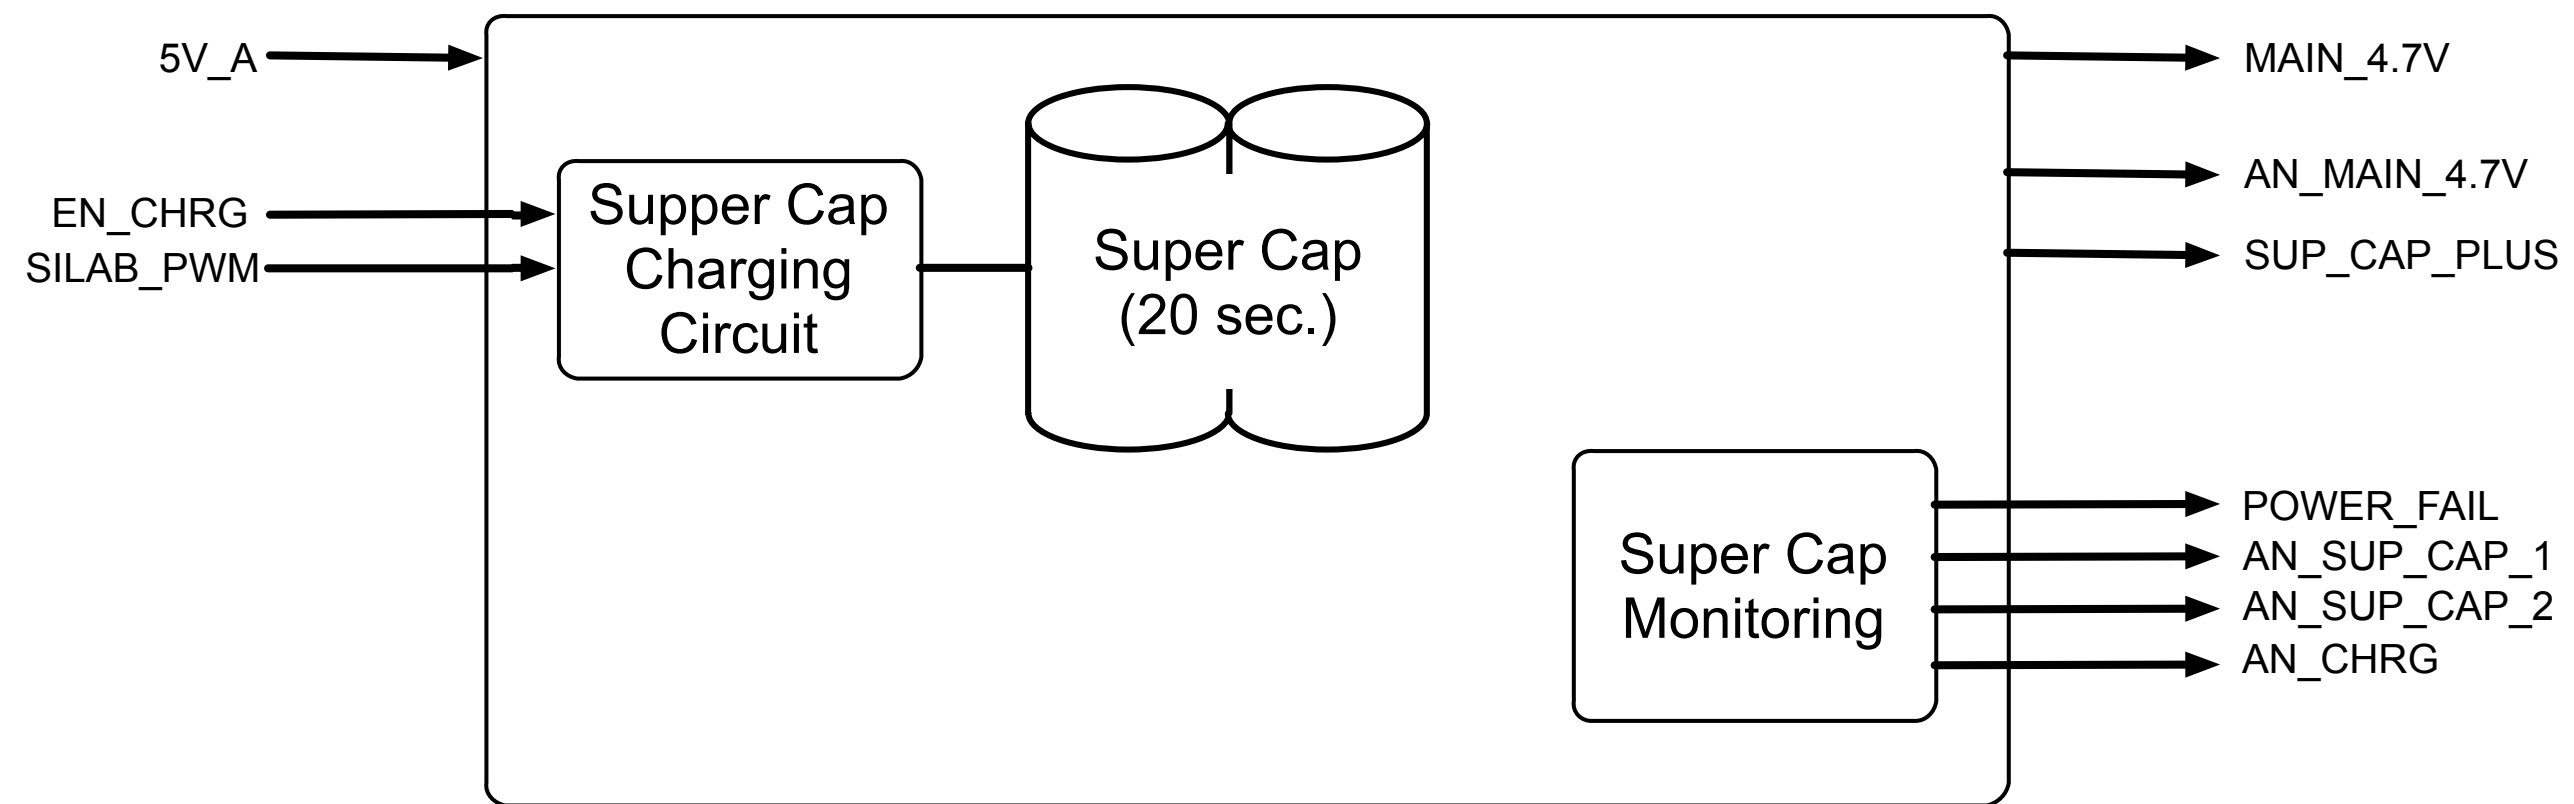 5V_A
EN_CHRG
SILAB_PWM
Supper Cap
Charging
Circuit
Super Cap
(20 sec.)
Super Cap
Monitoring
MAIN_4.7V
AN_MAIN_4.7V
SUP_CAP_PLUS
POWER_FAIL
AN_SUP_CAP_1
AN_SUP_CAP_2
AN_CHRG